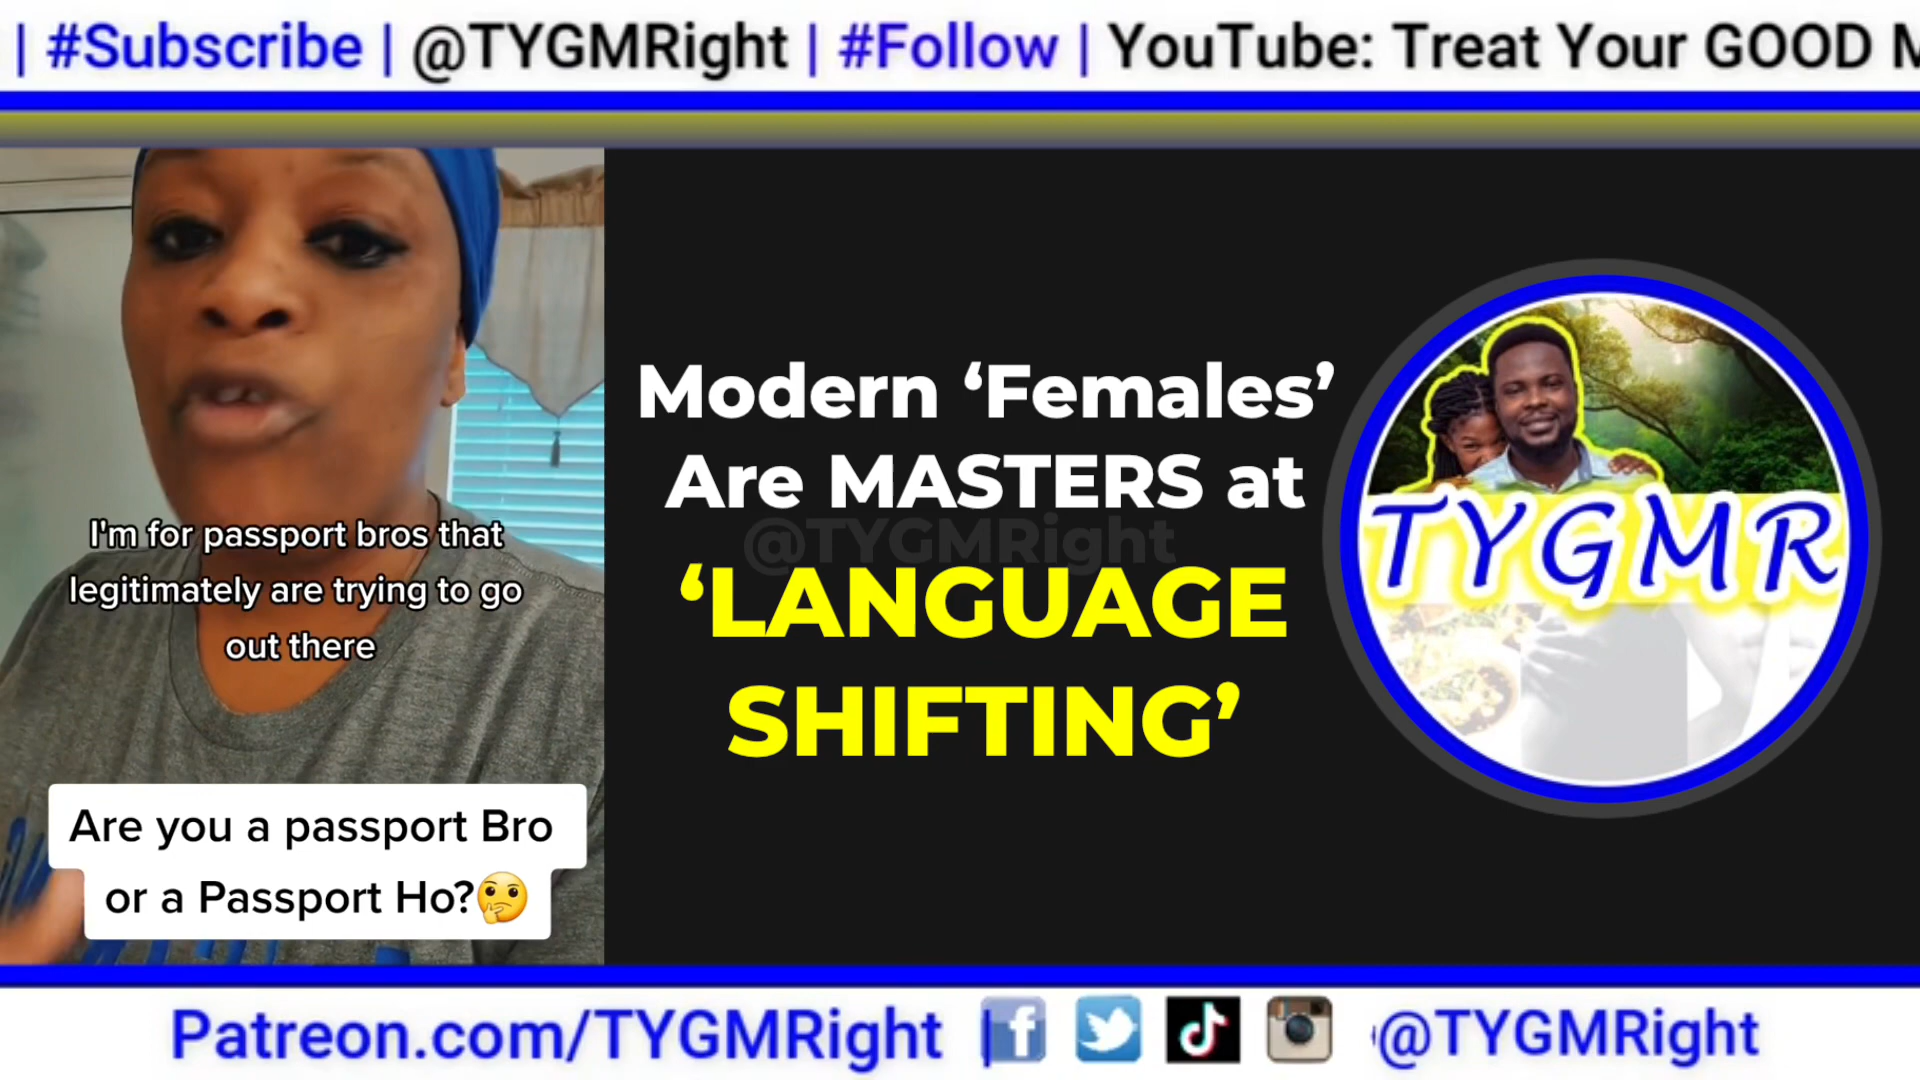 | #Subscribe | @TYGMRight | #Follow | YouTube: Treat Your GOOD M
I'm for passport bros that
legitimately are trying to go
out there
Are you a passport Bro
or a Passport Ho?🤔
Modern ‘Females’
Are MASTERS at
@TYGMRight
‘LANGUAGE
SHIFTING’
TYGMR
Patreon.com/TYGMRight | @TYGMRight